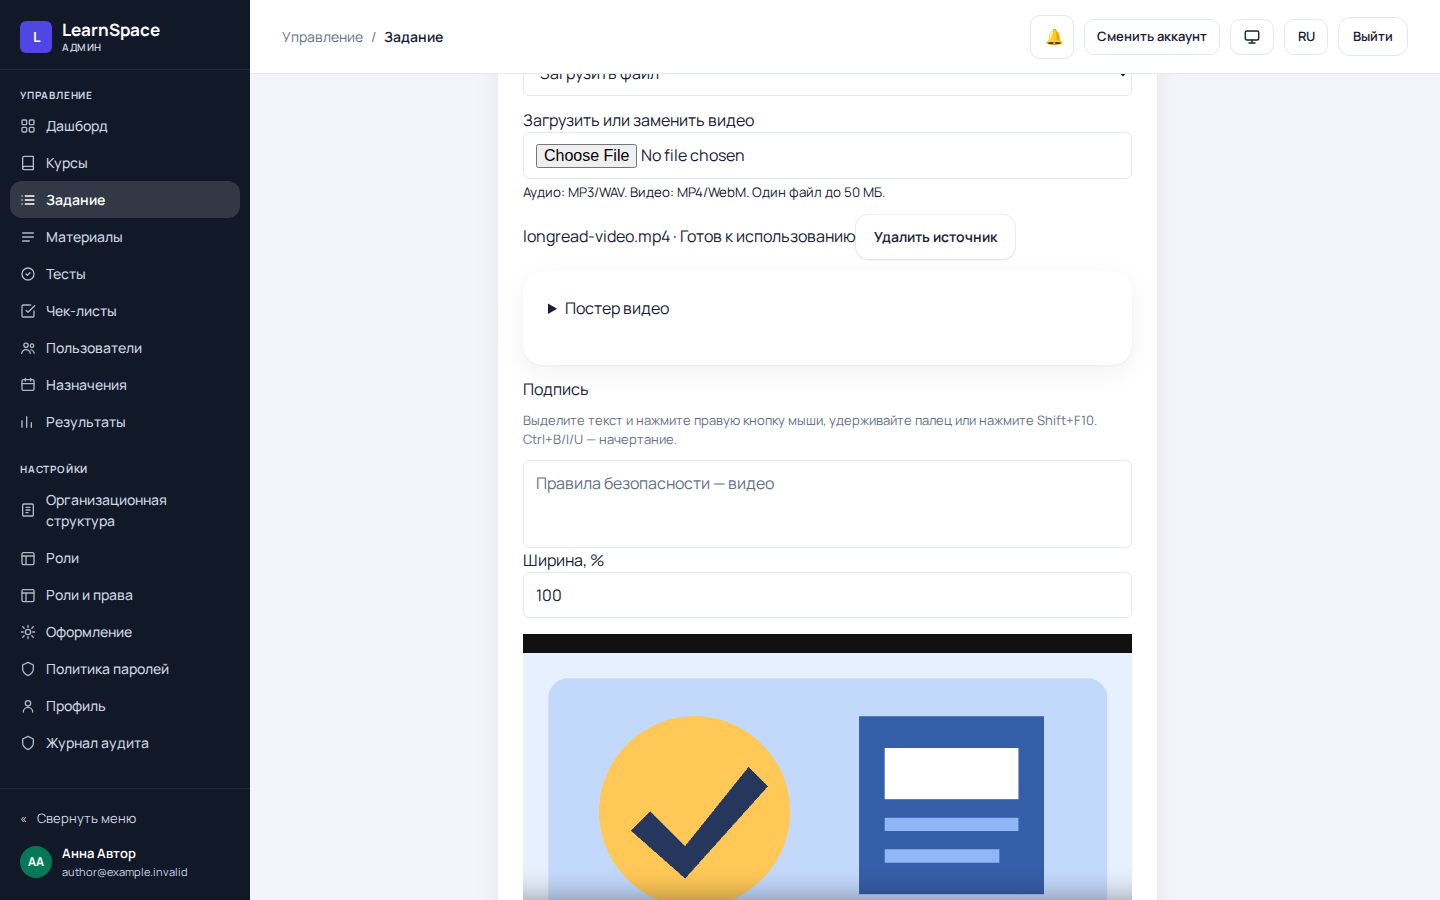 L
LearnSpace
АДМИН
УПРАВЛЕНИЕ
Дашборд
Курсы
Задание
Материалы
Тесты
Чек-листы
Пользователи
Назначения
Результаты
НАСТРОЙКИ
Организационная
структура
Роли
Роли и права
Оформление
Политика паролей
Профиль
Журнал аудита
« Свернуть меню
АА
Анна Автор
author@example.invalid
Управление / Задание
Сменить аккаунт
RU
Выйти
Загрузить файл
Загрузить или заменить видео
Choose File No file chosen
Аудио: MP3/WAV. Видео: MP4/WebM. Один файл до 50 МБ.
longread-video.mp4 · Готов к использованию
Удалить источник
Постер видео
Подпись
Выделите текст и нажмите правую кнопку мыши, удерживайте палец или нажмите Shift+F10.
Ctrl+B/I/U — начертание.
Правила безопасности — видео
Ширина, %
100